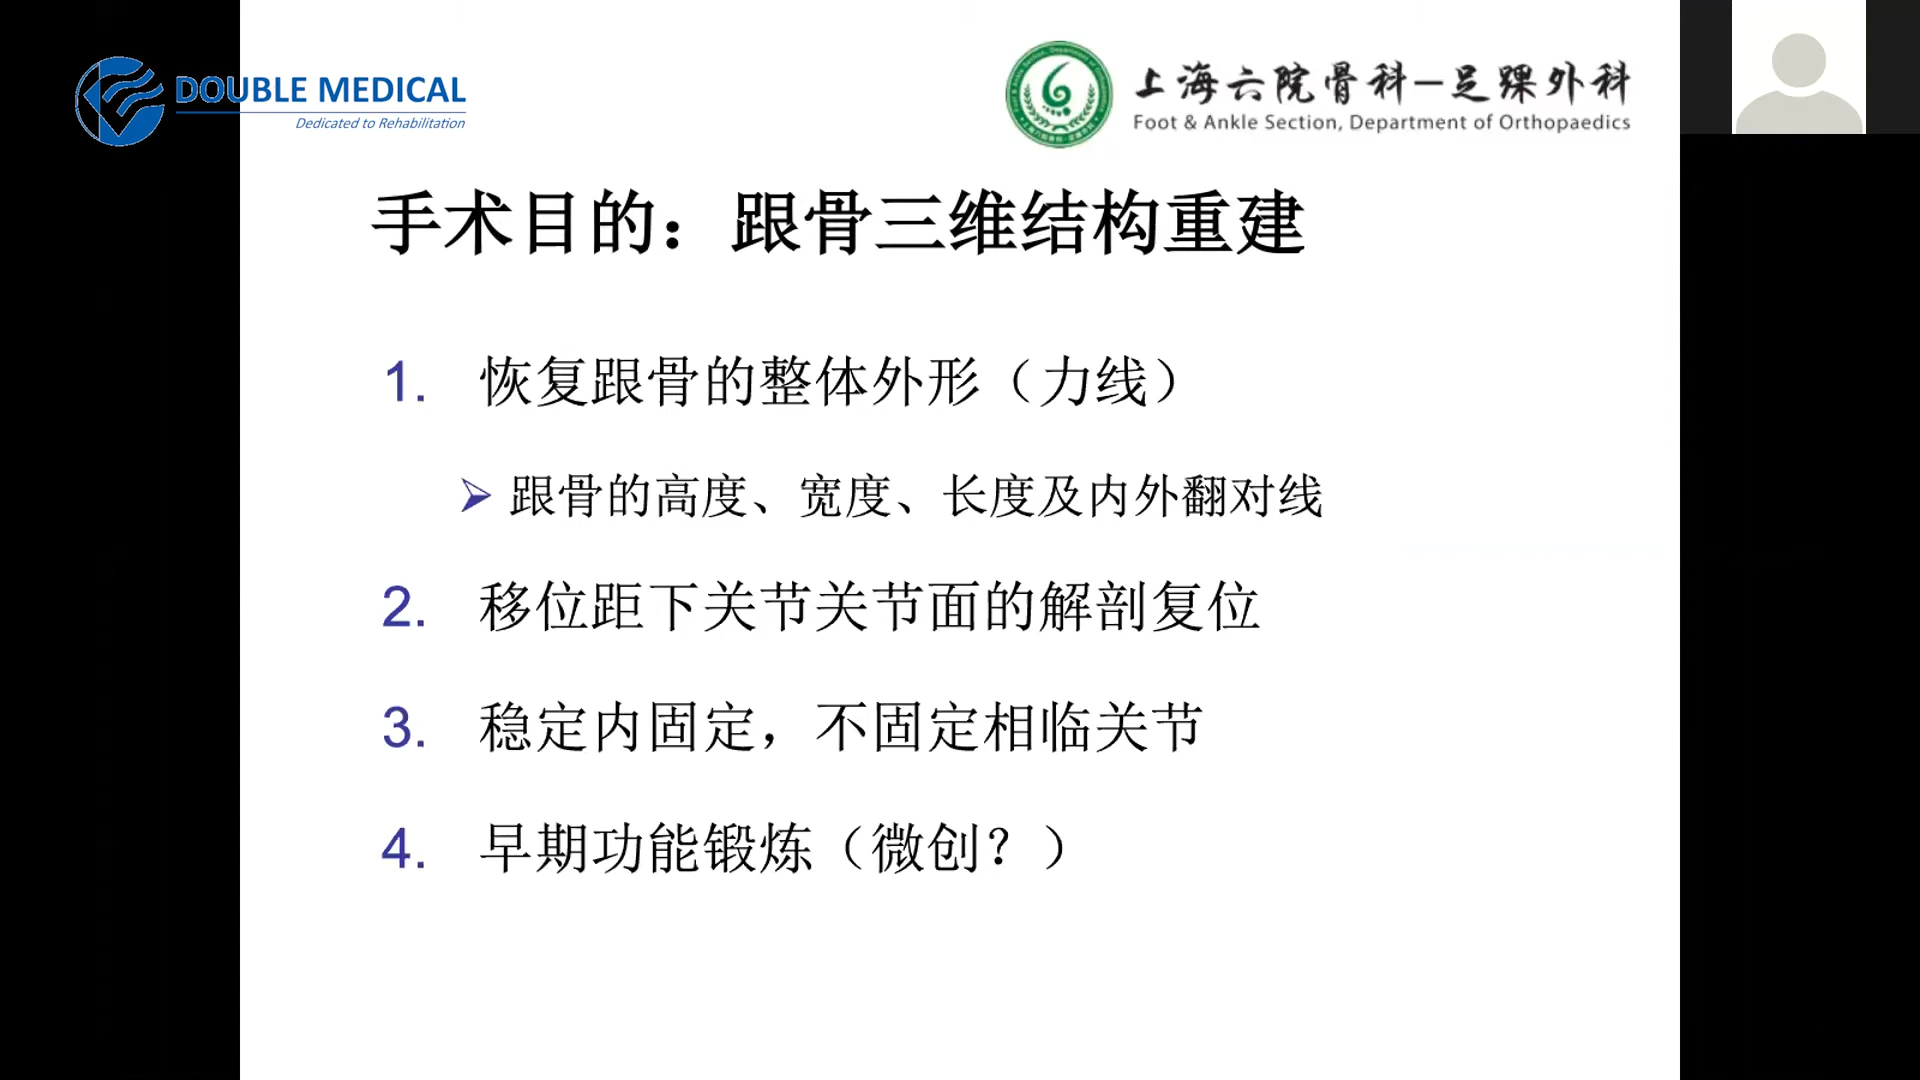 DOUBLE MEDICAL
Dedicated to Rehabilitation
上海六院骨科—足踝外科
Foot & Ankle Section, Department of Orthopaedics
手术目的：跟骨三维结构重建
1. 恢复跟骨的整体外形（力线）
➢ 跟骨的高度、宽度、长度及内外翻对线
2. 移位距下关节关节面的解剖复位
3. 稳定内固定，不固定相临关节
4. 早期功能锻炼（微创？）